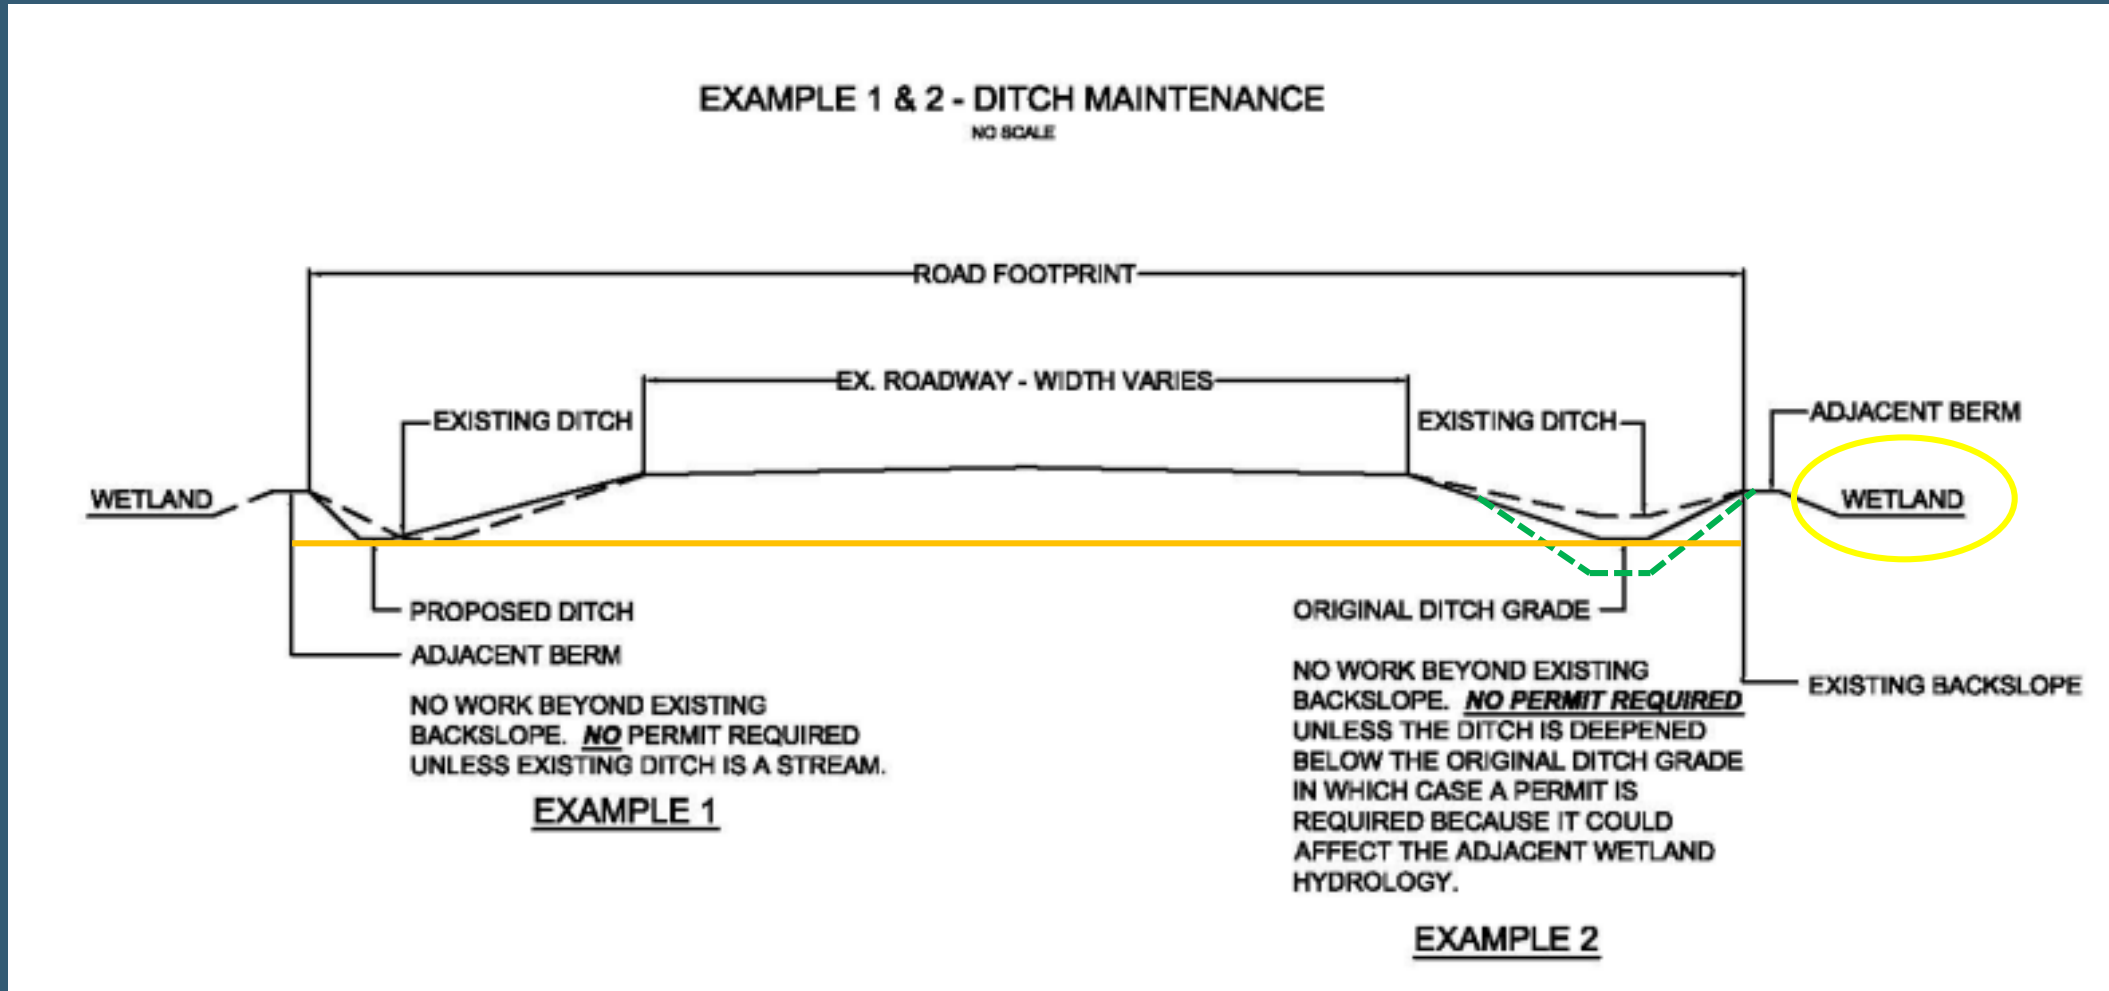 EXAMPLE 1 & 2 - DITCH MAINTENANCE
NO SCALE
ROAD FOOTPRINT
EX. ROADWAY - WIDTH VARIES
EXISTING DITCH
EXISTING DITCH
ADJACENT BERM
WETLAND
WETLAND
PROPOSED DITCH
ADJACENT BERM
NO WORK BEYOND EXISTING
BACKSLOPE. NO PERMIT REQUIRED
UNLESS EXISTING DITCH IS A STREAM.
EXAMPLE 1
ORIGINAL DITCH GRADE
EXISTING BACKSLOPE
NO WORK BEYOND EXISTING
BACKSLOPE. NO PERMIT REQUIRED
UNLESS THE DITCH IS DEEPENED
BELOW THE ORIGINAL DITCH GRADE
IN WHICH CASE A PERMIT IS
REQUIRED BECAUSE IT COULD
AFFECT THE ADJACENT WETLAND
HYDROLOGY.
EXAMPLE 2